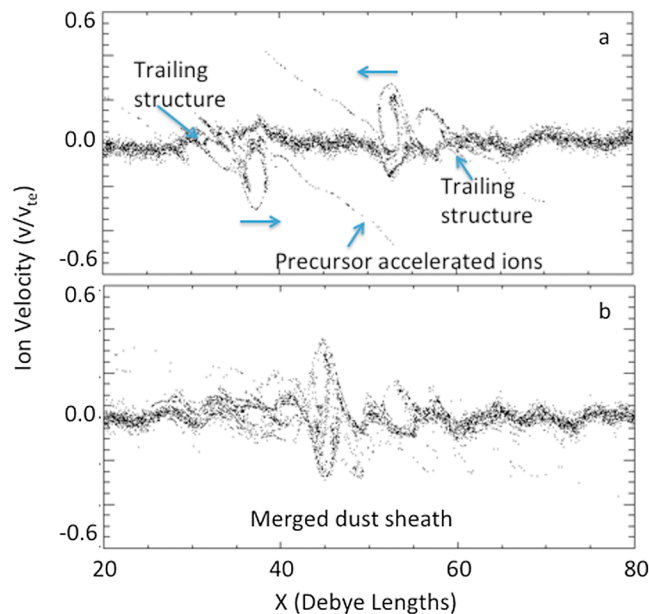 0.6
a
Trailing
structure
0.0
Trailing
structure
-0.6
Precursor accelerated ions
Ion Velocity (v/vte)
0.6
b
0.0
Merged dust sheath
-0.6
20 40 60 80
X (Debye Lengths)